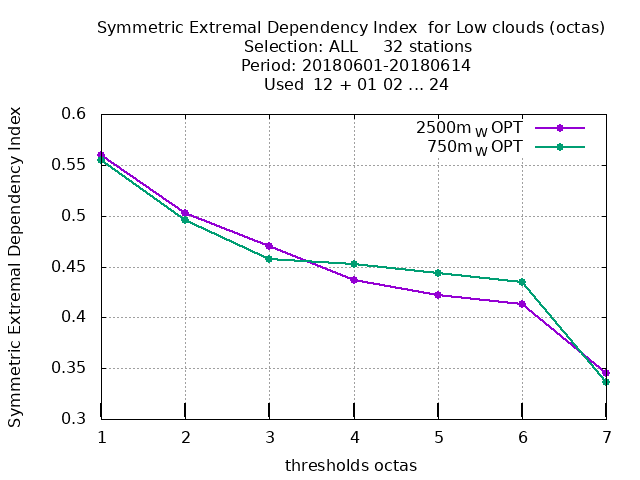 Symmetric Extremal Dependency Index for Low clouds (octas)
Selection: ALL 32 stations
Period: 20180601-20180614
Used 12 + 01 02 ... 24
Symmetric Extremal Dependency Index
0.6
0.55
0.5
0.45
0.4
0.35
0.3
2500m W OPT
750m W OPT
1 2 3 4 5 6 7
thresholds octas